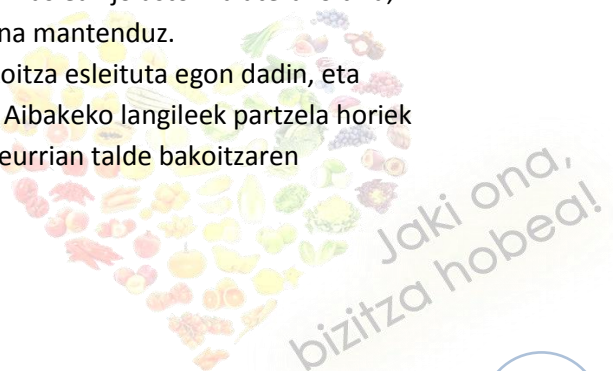 na mantenduz.
oitza esleituta egon dadin, eta
Aibakeko langileek partzela horiek
eurrian talde bakoitzaren
Jaki ona,
bizitza hobea!